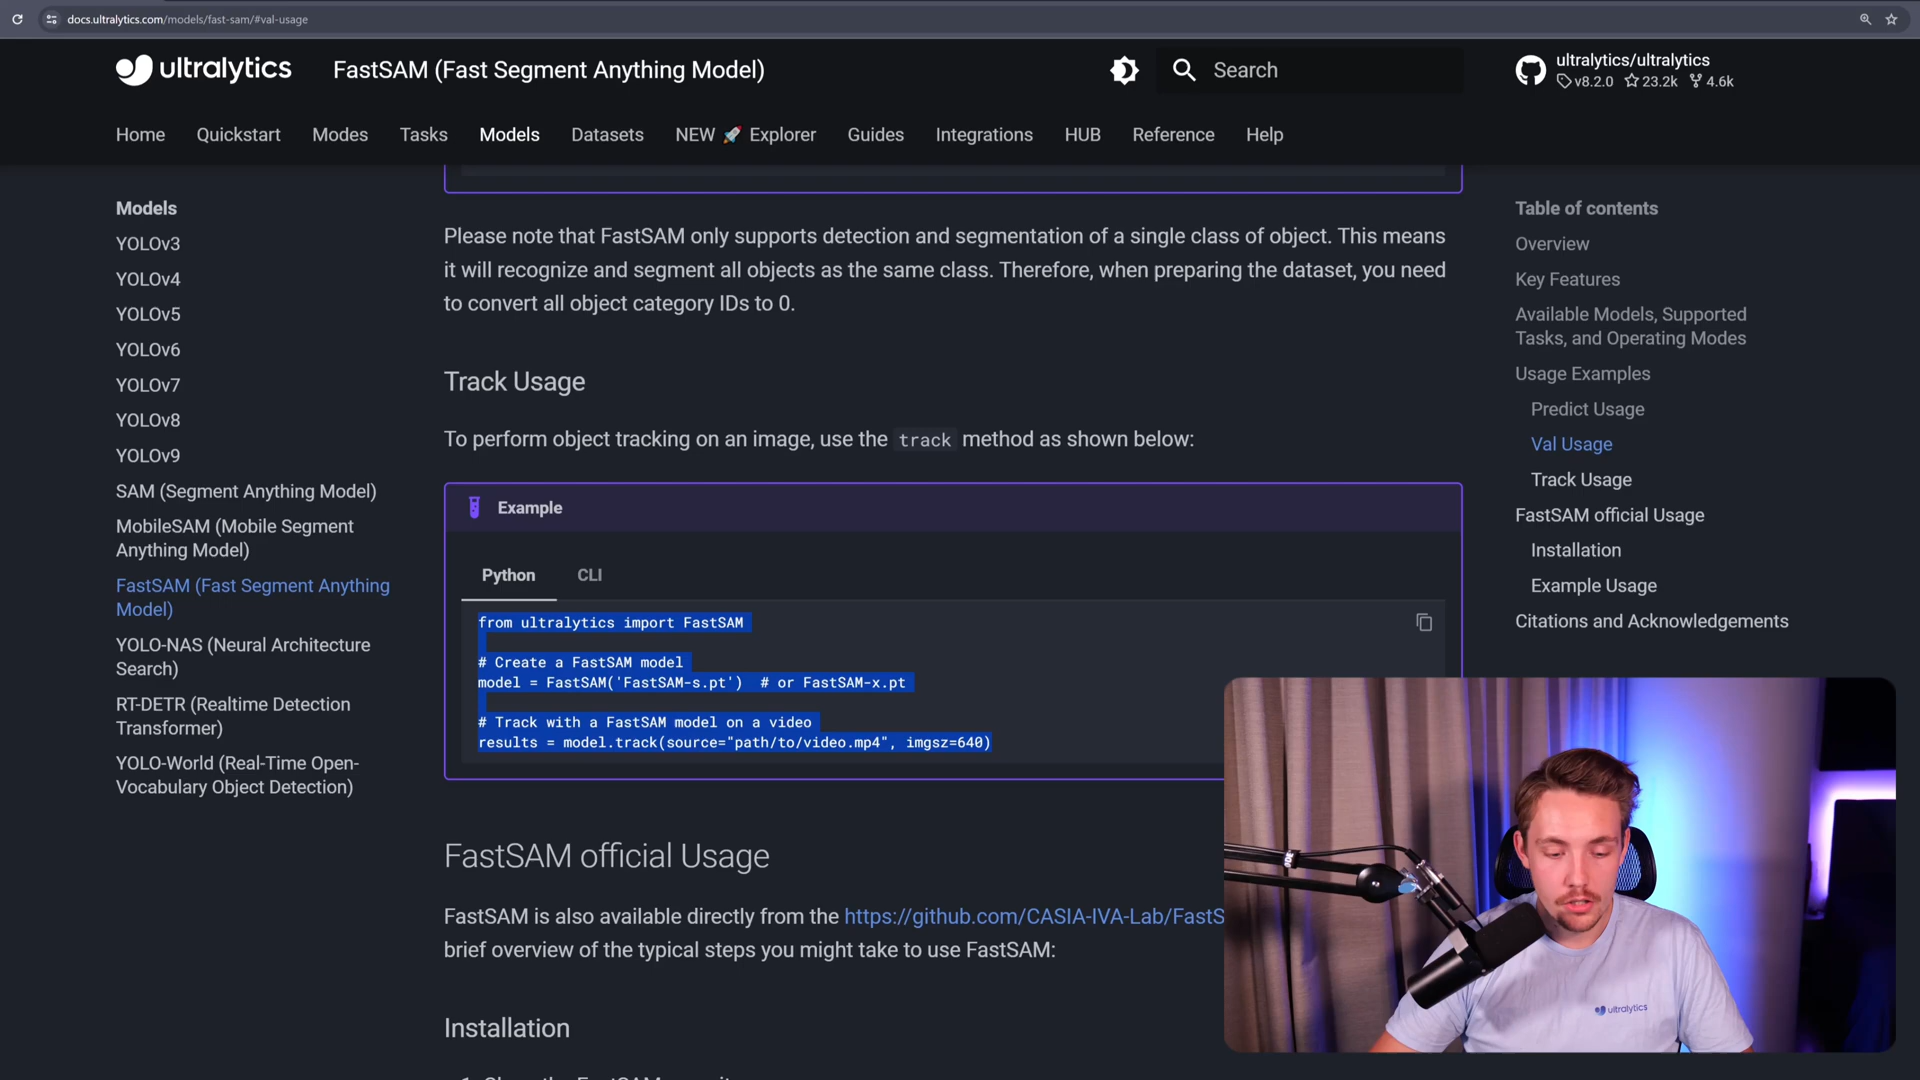 docs.ultralytics.com/models/fast-sam/#val-usage
ultralytics
FastSAM (Fast Segment Anything Model)
Search
ultralytics/ultralytics
v8.2.0 23.2k 4.6k
Home Quickstart Modes Tasks Models Datasets NEW 🚀 Explorer Guides Integrations HUB Reference Help
Models
YOLOv3
YOLOv4
YOLOv5
YOLOv6
YOLOv7
YOLOv8
YOLOv9
SAM (Segment Anything Model)
MobileSAM (Mobile Segment
Anything Model)
FastSAM (Fast Segment Anything
Model)
YOLO-NAS (Neural Architecture
Search)
RT-DETR (Realtime Detection
Transformer)
YOLO-World (Real-Time Open-
Vocabulary Object Detection)
Please note that FastSAM only supports detection and segmentation of a single class of object. This means
it will recognize and segment all objects as the same class. Therefore, when preparing the dataset, you need
to convert all object category IDs to 0.
Track Usage
To perform object tracking on an image, use the track method as shown below:
Example
Python CLI
from ultralytics import FastSAM
# Create a FastSAM model
model = FastSAM('FastSAM-s.pt')  # or FastSAM-x.pt
# Track with a FastSAM model on a video
results = model.track(source="path/to/video.mp4", imgsz=640)
FastSAM official Usage
FastSAM is also available directly from the https://github.com/CASIA-IVA-Lab/FastS
brief overview of the typical steps you might take to use FastSAM:
Installation
Table of contents
Overview
Key Features
Available Models, Supported
Tasks, and Operating Modes
Usage Examples
Predict Usage
Val Usage
Track Usage
FastSAM official Usage
Installation
Example Usage
Citations and Acknowledgements
ultralytics